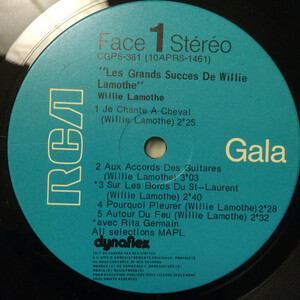 Face 1 Stéréo
CGPS-381 (10APRS-1461)
"Les Grands Succes De Willie
Lamothe"
Willie Lamothe
1 Je Chante A Cheval
(Willie Lamothe) 2'25
RCA
Gala
2 Aux Accords Des Guitares
(Willie Lamothe) 3'03
*3 Sur Les Bords Du St-Laurent
(Willie Lamothe) 2'40
4 Pourquoi Pleurer (Willie Lamothe) 2'28
5 Autour Du Feu (Willie Lamothe) 2'32
*avec Rita Germain
All selections MAPL
dynaflex